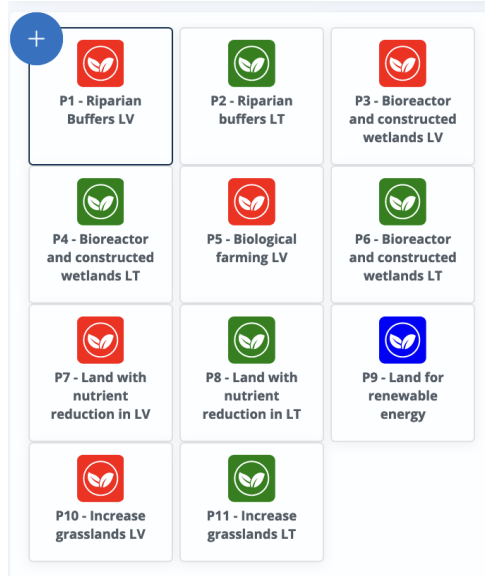 +
P1 - Riparian
Buffers LV
P2 - Riparian
buffers LT
P3 - Bioreactor
and constructed
wetlands LV
P4 - Bioreactor
and constructed
wetlands LT
P5 - Biological
farming LV
P6 - Bioreactor
and constructed
wetlands LT
P7 - Land with
nutrient
reduction in LV
P8 - Land with
nutrient
reduction in LT
P9 - Land for
renewable
energy
P10 - Increase
grasslands LV
P11 - Increase
grasslands LT